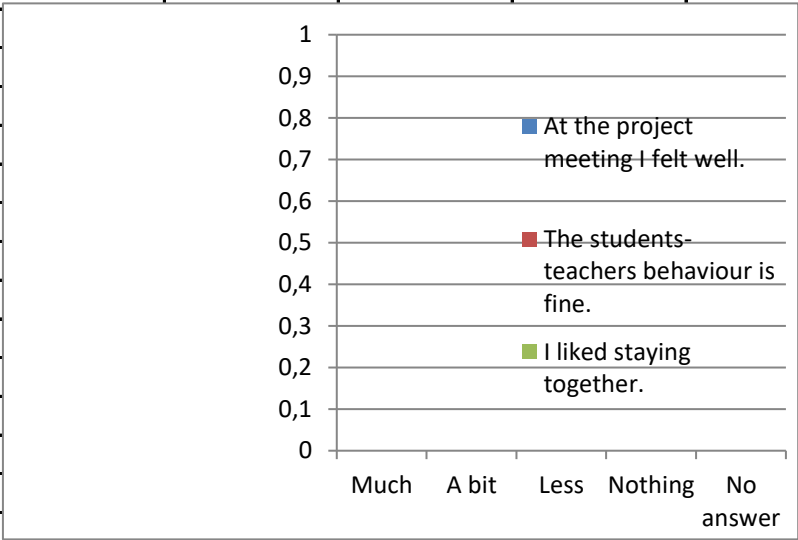 1
0,9
0,8
0,7
0,6
0,5
0,4
0,3
0,2
0,1
0
At the project
meeting I felt well.
The students-
teachers behaviour is
fine.
I liked staying
together.
Much A bit Less Nothing No
answer